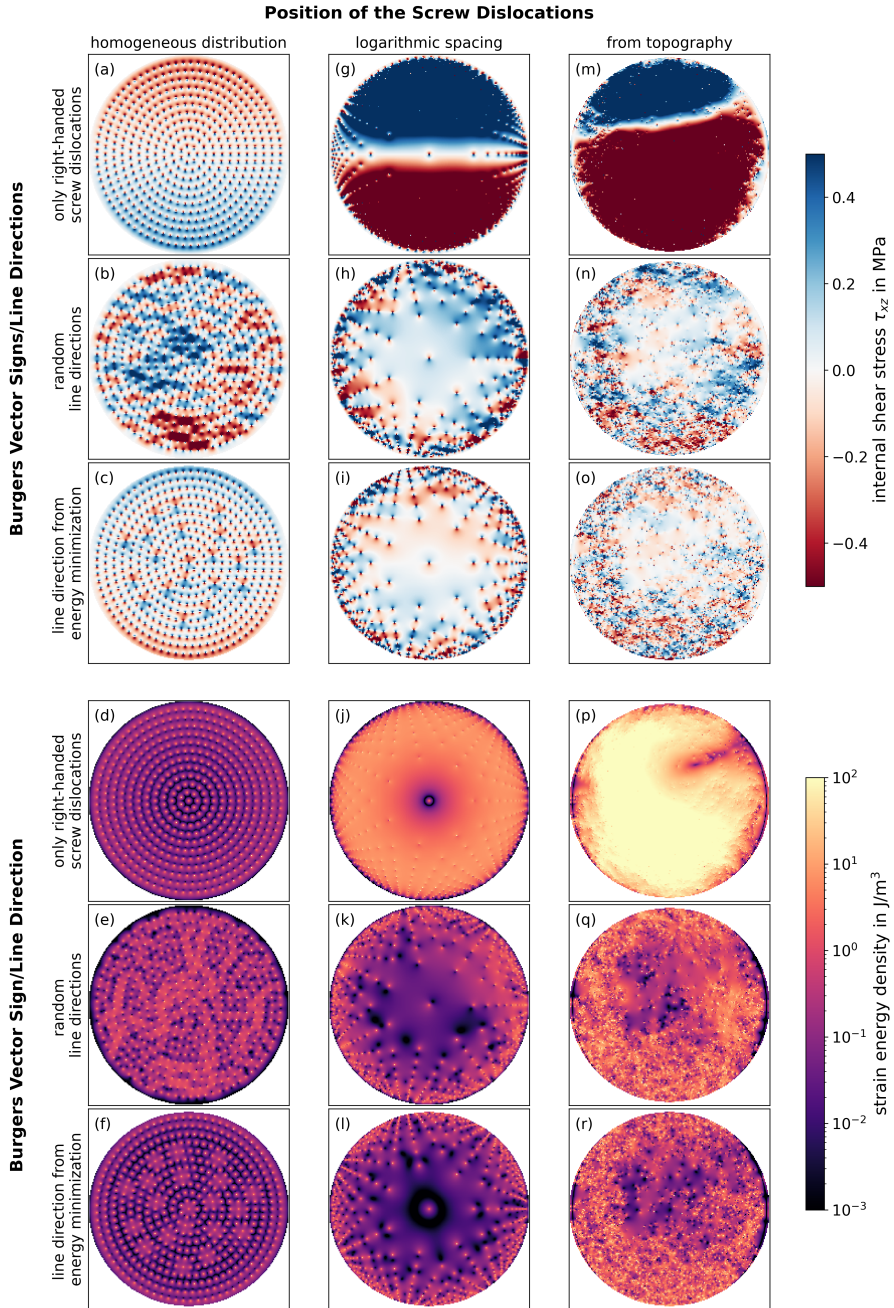 Position of the Screw Dislocations
homogeneous distribution
logarithmic spacing
from topography
Burgers Vector Signs/Line Directions
only right-handed
screw dislocations
(a)
(g)
(m)
random
line directions
(b)
(h)
(n)
line direction from
energy minimization
(c)
(i)
(o)
0.4
0.2
0.0
−0.2
−0.4
internal shear stress τxz in MPa
Burgers Vector Sign/Line Direction
only right-handed
screw dislocations
(d)
(j)
(p)
random
line directions
(e)
(k)
(q)
line direction from
energy minimization
(f)
(l)
(r)
10²
10¹
10⁰
10⁻¹
10⁻²
10⁻³
strain energy density in J/m³